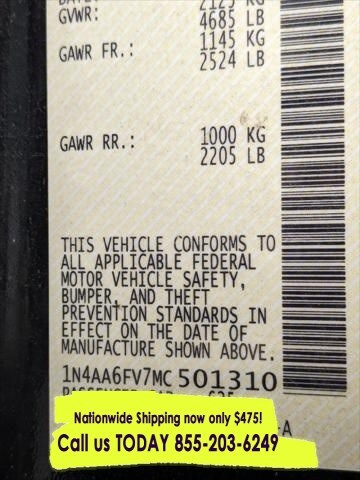 GVWR: 2125 KG
4685 LB
GAWR FR.: 1145 KG
2524 LB
GAWR RR.: 1000 KG
2205 LB
THIS VEHICLE CONFORMS TO
ALL APPLICABLE FEDERAL
MOTOR VEHICLE SAFETY,
BUMPER, AND THEFT
PREVENTION STANDARDS IN
EFFECT ON THE DATE OF
MANUFACTURE SHOWN ABOVE.
1N4AA6FV7MC501310
Nationwide Shipping now only $475!
Call us TODAY 855-203-6249
-A